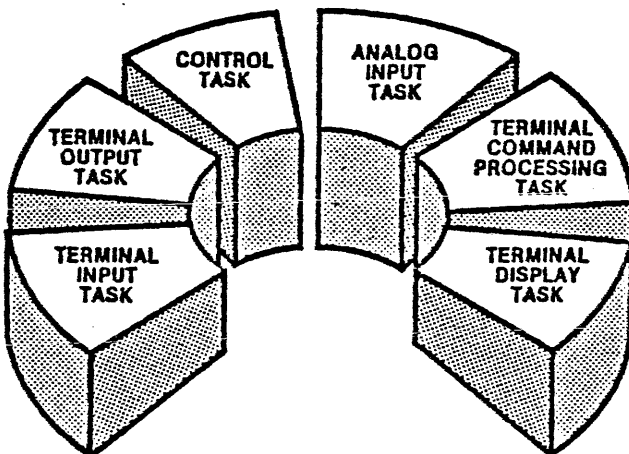 CONTROL
TASK
ANALOG
INPUT
TASK
TERMINAL
OUTPUT
TASK
TERMINAL
COMMAND
PROCESSING
TASK
TERMINAL
INPUT
TASK
TERMINAL
DISPLAY
TASK